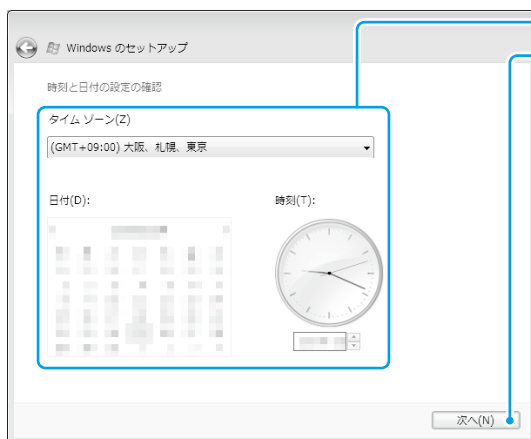 Windows のセットアップ
時刻と日付の設定の確認
タイム ゾーン(Z)
(GMT+09:00) 大阪、札幌、東京
日付(D):
時刻(T):
次へ(N)